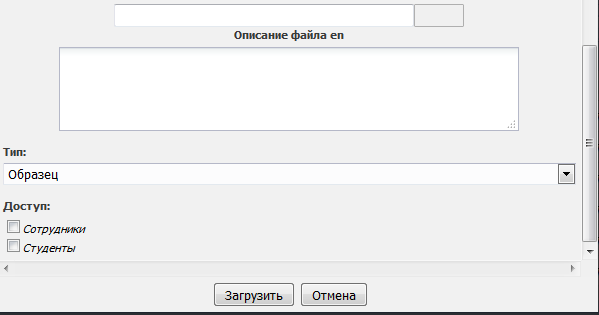 Описание файла en
Тип:
Образец
Доступ:
Сотрудники
Студенты
Загрузить Отмена